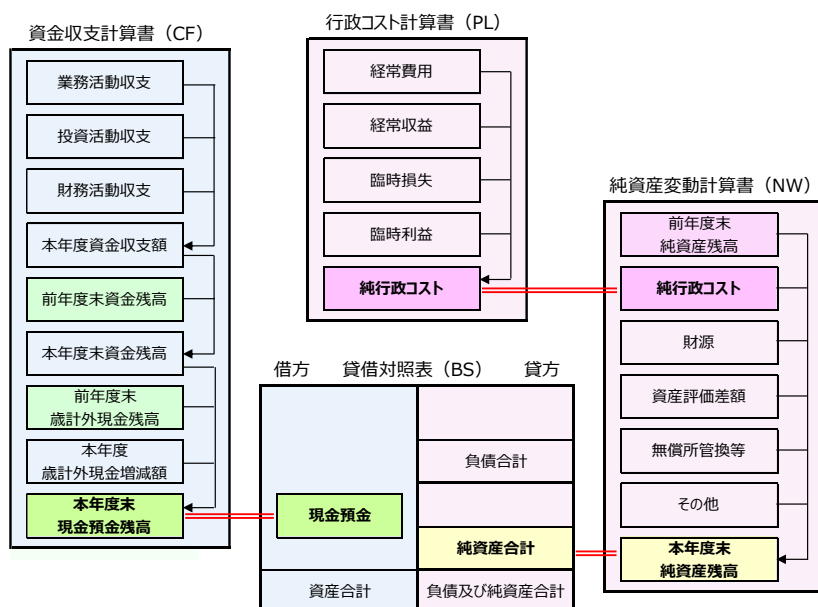 資金収支計算書（CF）
業務活動収支
投資活動収支
財務活動収支
本年度資金収支額
前年度末資金残高
本年度末資金残高
前年度末
歳計外現金残高
本年度
歳計外現金増減額
本年度末
現金預金残高
行政コスト計算書（PL）
経常費用
経常収益
臨時損失
臨時利益
純行政コスト
借方　貸借対照表（BS）　貸方
負債合計
現金預金
純資産合計
資産合計
負債及び純資産合計
純資産変動計算書（NW）
前年度末
純資産残高
純行政コスト
財源
資産評価差額
無償所管換等
その他
本年度末
純資産残高